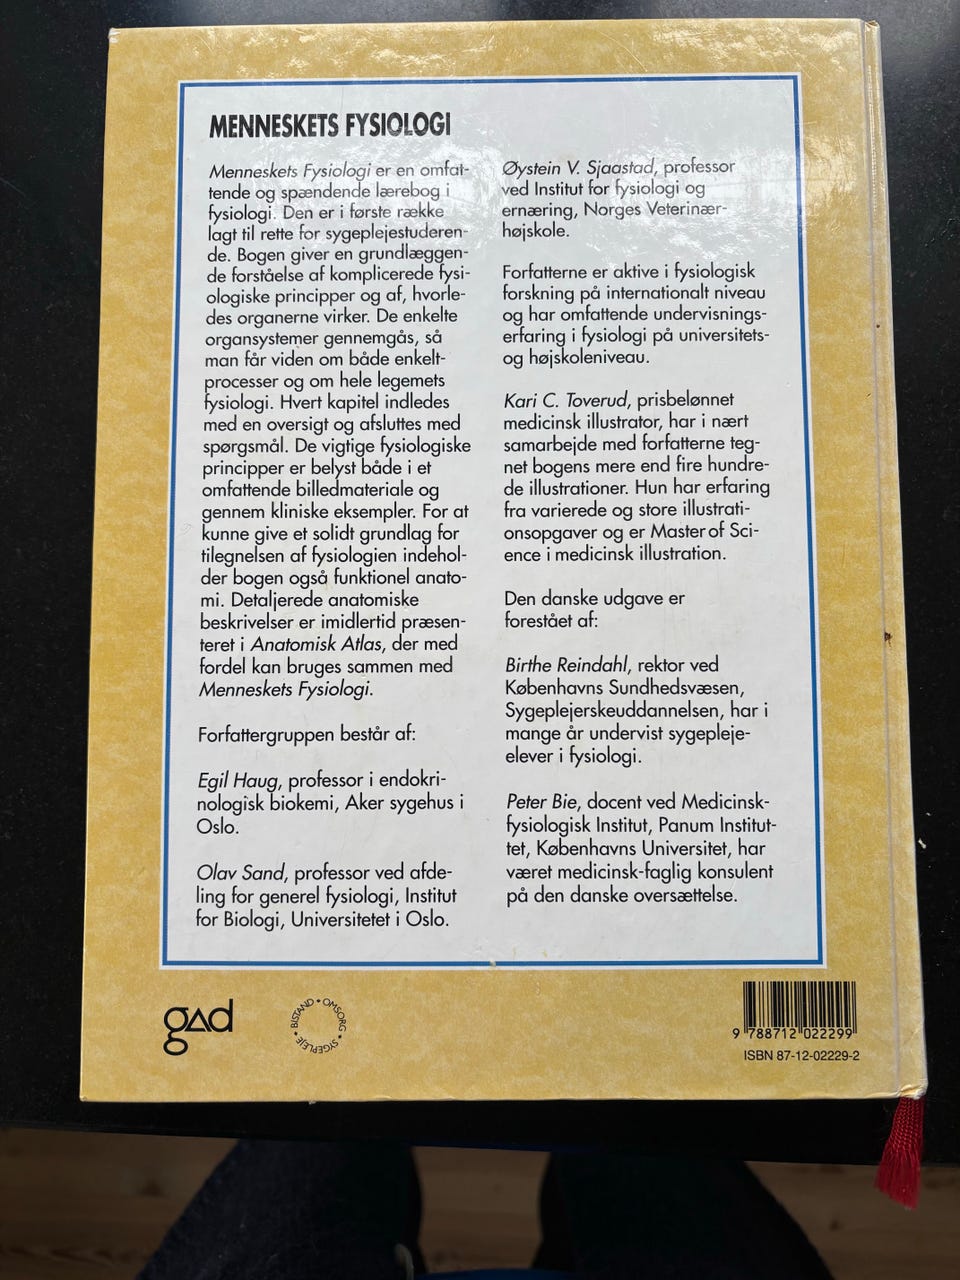 MENNESKETS FYSIOLOGI
Menneskets Fysiologi er en omfat-
tende og spændende lærebog i
fysiologi. Den er i første række
lagt til rette for sygeplejestuderen-
de. Bogen giver en grundlæggen-
de forståelse af komplicerede fysi-
ologiske principper og af, hvorle-
des organerne virker. De enkelte
organsystemer gennemgås, så
man får viden om både enkelt-
processer og om hele legemets
fysiologi. Hvert kapitel indledes
med en oversigt og afsluttes med
spørgsmål. De vigtige fysiologiske
principper er belyst både i et
omfattende billedmateriale og
gennem kliniske eksempler. For at
kunne give et solidt grundlag for
tilegnelsen af fysiologien indehol-
der bogen også funktionel anato-
mi. Detaljerede anatomiske
beskrivelser er imidlertid præsen-
teret i Anatomisk Atlas, der med
fordel kan bruges sammen med
Menneskets Fysiologi.
Forfattergruppen består af:
Egil Haug, professor i endokri-
nologisk biokemi, Aker sygehus i
Oslo.
Olav Sand, professor ved afde-
ling for generel fysiologi, Institut
for Biologi, Universitetet i Oslo.
Øystein V. Sjaastad, professor
ved Institut for fysiologi og
ernæring, Norges Veterinær-
højskole.
Forfatterne er aktive i fysiologisk
forskning på internationalt niveau
og har omfattende undervisnings-
erfaring i fysiologi på universitets-
og højskoleniveau.
Kari C. Toverud, prisbelønnet
medicinsk illustrator, har i nært
samarbejde med forfatterne teg-
net bogens mere end fire hundre-
de illustrationer. Hun har erfaring
fra varierede og store illustrati-
onsopgaver og er Master of Sci-
ence i medicinsk illustration.
Den danske udgave er
forestået af:
Birthe Reindahl, rektor ved
Københavns Sundhedsvæsen,
Sygeplejerskeuddannelsen, har i
mange år undervist sygepleje-
elever i fysiologi.
Peter Bie, docent ved Medicinsk-
fysiologisk Institut, Panum Institut-
tet, Københavns Universitet, har
været medicinsk-faglig konsulent
på den danske oversættelse.
gad
BISTAND • OMSORG • SYGEPLEJE •
9 788712 022299
ISBN 87-12-02229-2